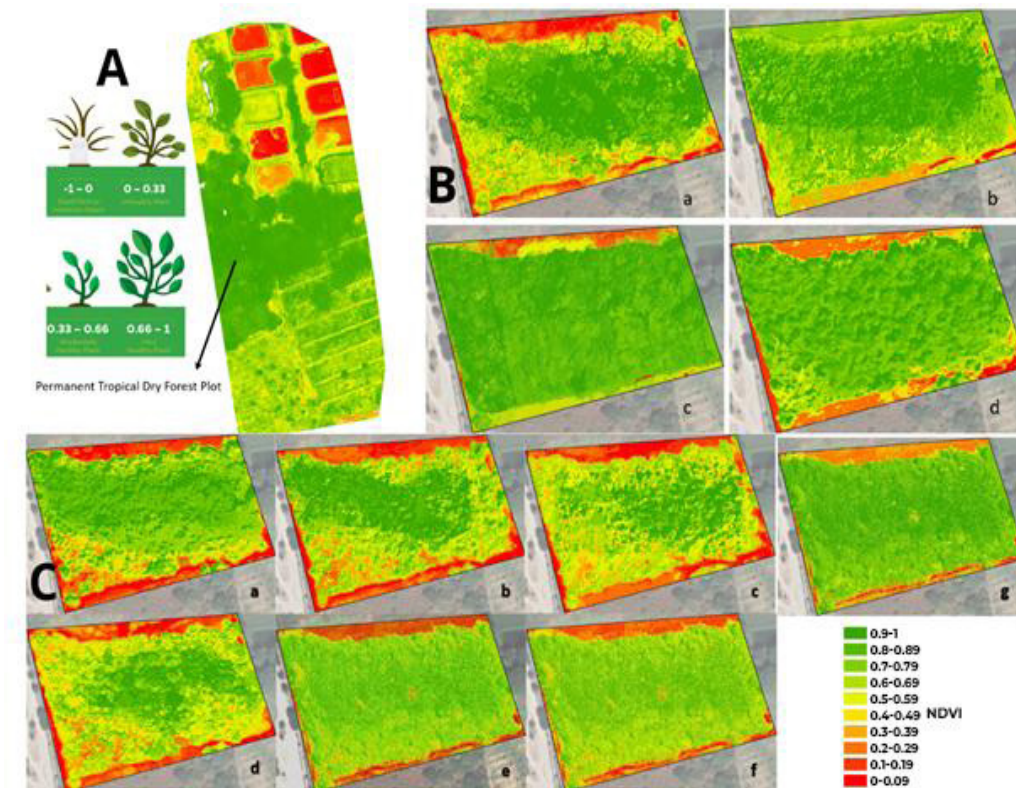 A
-1 – 0
0 – 0.33
0.33 – 0.66
0.66 – 1
Permanent Tropical Dry Forest Plot
B
a
b
c
d
C
a
b
c
g
d
e
f
0.9-1
0.8-0.89
0.7-0.79
0.6-0.69
0.5-0.59
0.4-0.49 NDVI
0.3-0.39
0.2-0.29
0.1-0.19
0-0.09